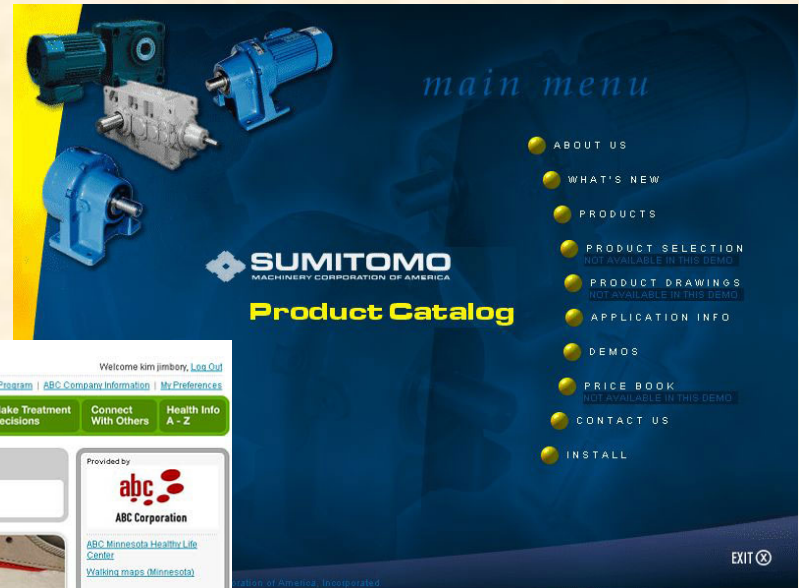 main menu
ABOUT US
WHAT'S NEW
PRODUCTS
PRODUCT SELECTION
NOT AVAILABLE IN THIS DEMO
PRODUCT DRAWINGS
NOT AVAILABLE IN THIS DEMO
APPLICATION INFO
DEMOS
PRICE BOOK
NOT AVAILABLE IN THIS DEMO
CONTACT US
INSTALL
SUMITOMO
MACHINERY CORPORATION OF AMERICA
Product Catalog
EXIT
oration of America, Incorporated
Welcome kim jimbory, Log Out
Program | ABC Company Information | My Preferences
Make Treatment
Decisions
Connect
With Others
Health Info
A - Z
Provided by
abc
ABC Corporation
ABC Minnesota Healthy Life
Center
Walking maps (Minnesota)